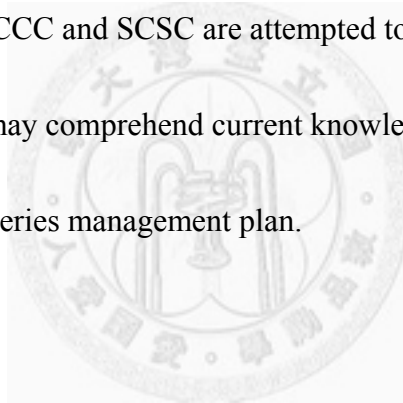 CCC and SCSC are attempted to
may comprehend current knowle
eries management plan.